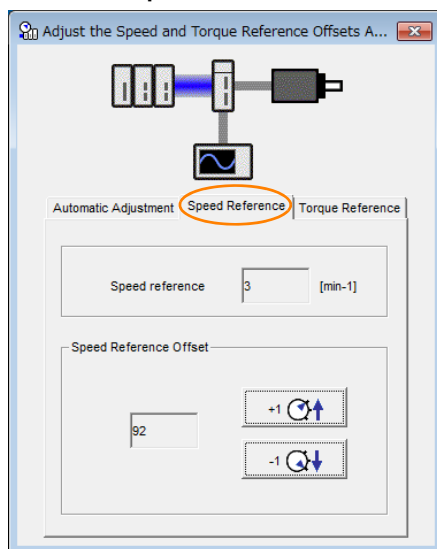 Adjust the Speed and Torque Reference Offsets A...
Automatic Adjustment Speed Reference Torque Reference
Speed reference 3 [min-1]
Speed Reference Offset
+1
92
-1